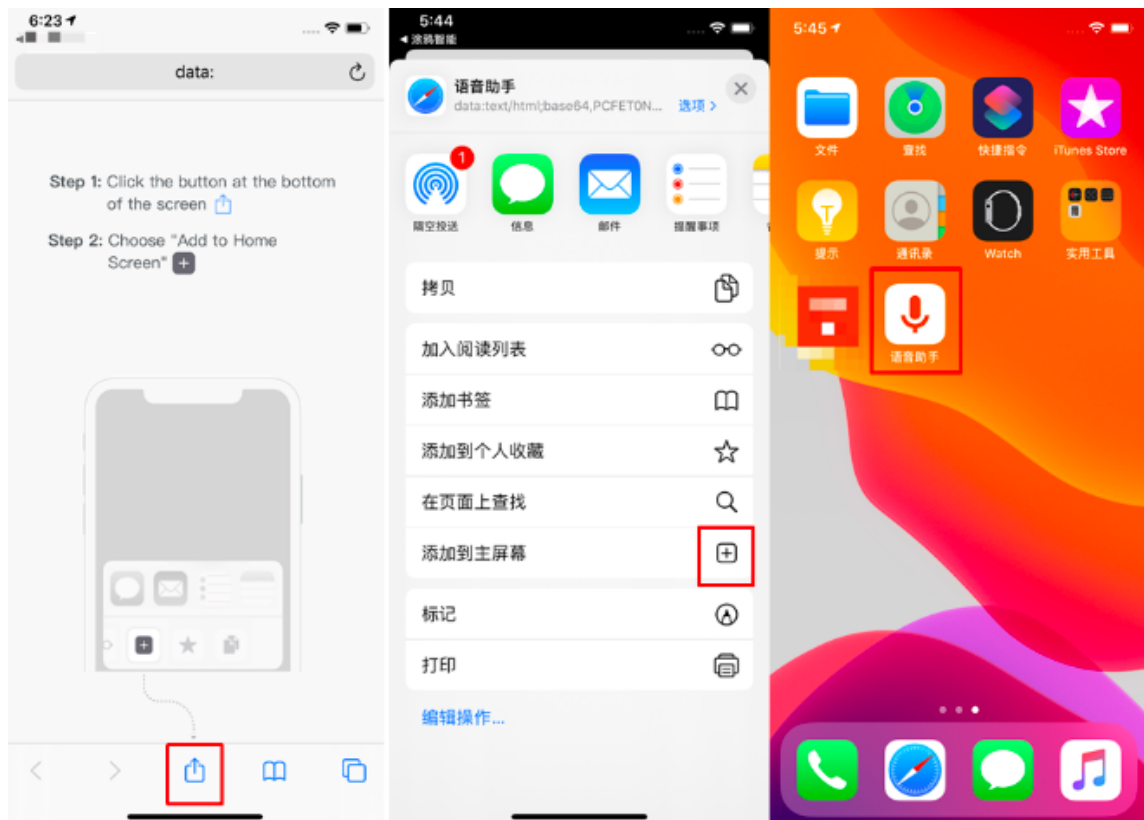 6:23
data:
Step 1: Click the button at the bottom
of the screen
Step 2: Choose "Add to Home
Screen"
5:44
涂鸦智能
语音助手
data:text/html;base64,PCFET0N... 选项
1
隔空投送 信息 邮件 提醒事项
拷贝
加入阅读列表
添加书签
添加到个人收藏
在页面上查找
添加到主屏幕
标记
打印
编辑操作...
5:45
文件 查找 快捷指令 iTunes Store
提示 通讯录 Watch 实用工具
语音助手